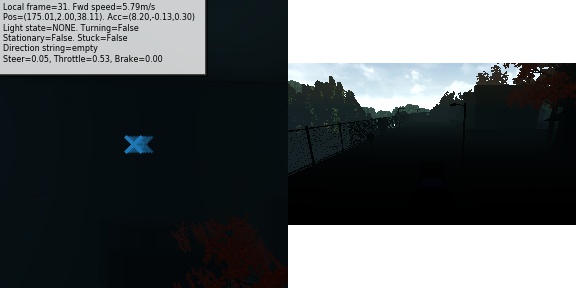 Local frame=31. Fwd speed=5.79m/s
Pos=(175.01,2.00,38.11). Acc=(8.20,-0.13,0.30)
Light state=NONE. Turning=False
Stationary=False. Stuck=False
Direction string=empty
Steer=0.05, Throttle=0.53, Brake=0.00